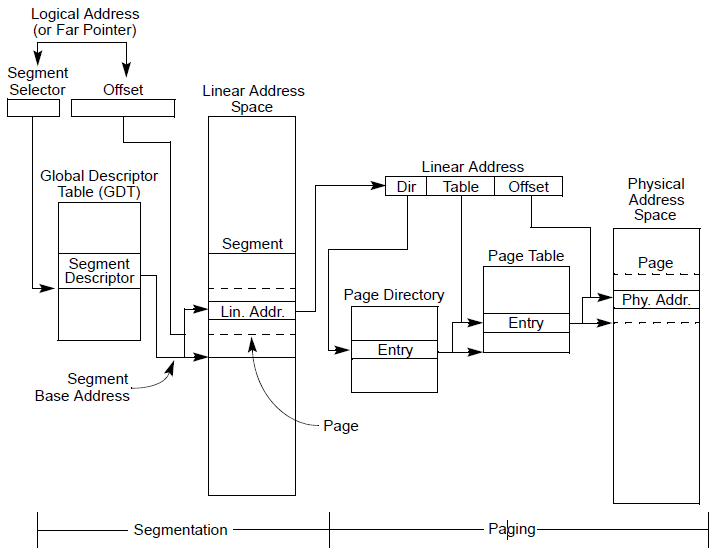 Logical Address
(or Far Pointer)
Segment
Selector
Offset
Linear Address
Space
Global Descriptor
Table (GDT)
Segment
Descriptor
Segment
Lin. Addr.
Segment
Base Address
Page
Linear Address
Dir Table Offset
Physical
Address
Space
Page Table
Page
Page Directory
Phy. Addr.
Entry
Entry
Segmentation
Paging